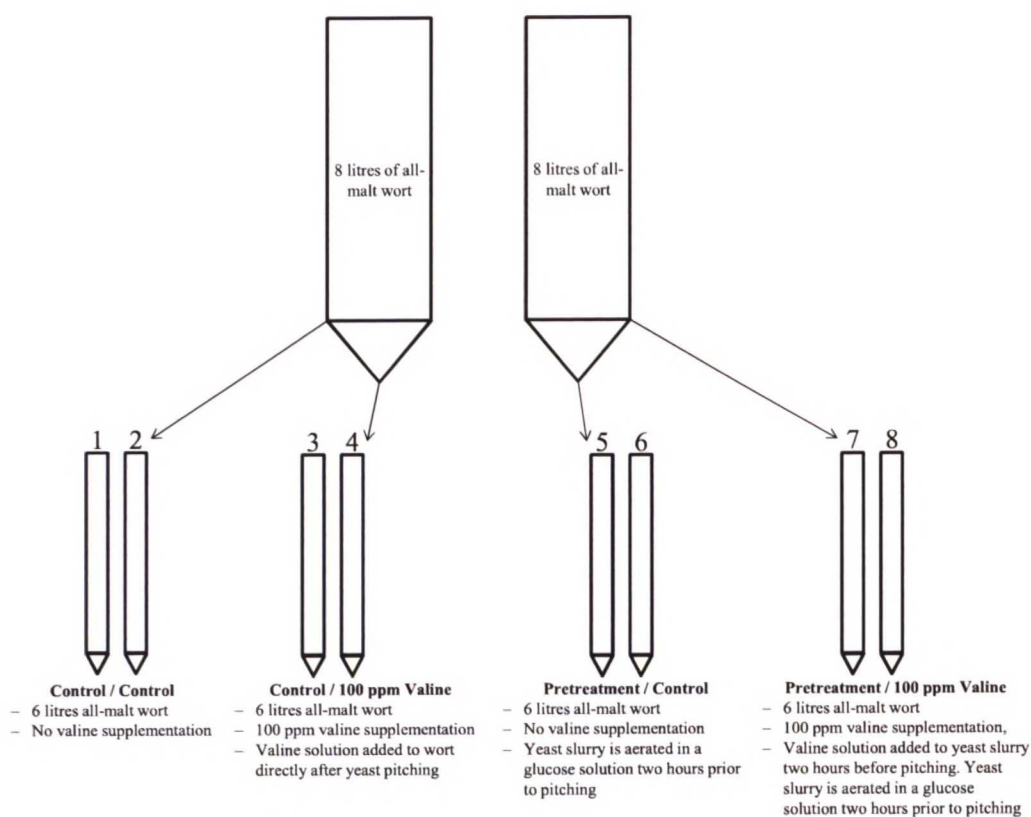 8 litres of all-
malt wort
8 litres of all-
malt wort
1 2
3 4
5 6
7 8
Control / Control
– 6 litres all-malt wort
– No valine supplementation
Control / 100 ppm Valine
– 6 litres all-malt wort
– 100 ppm valine supplementation
– Valine solution added to wort
directly after yeast pitching
Pretreatment / Control
– 6 litres all-malt wort
– No valine supplementation
– Yeast slurry is aerated in a
glucose solution two hours prior
to pitching
Pretreatment / 100 ppm Valine
– 6 litres all-malt wort
– 100 ppm valine supplementation,
– Valine solution added to yeast slurry
two hours before pitching. Yeast
slurry is aerated in a glucose
solution two hours prior to pitching